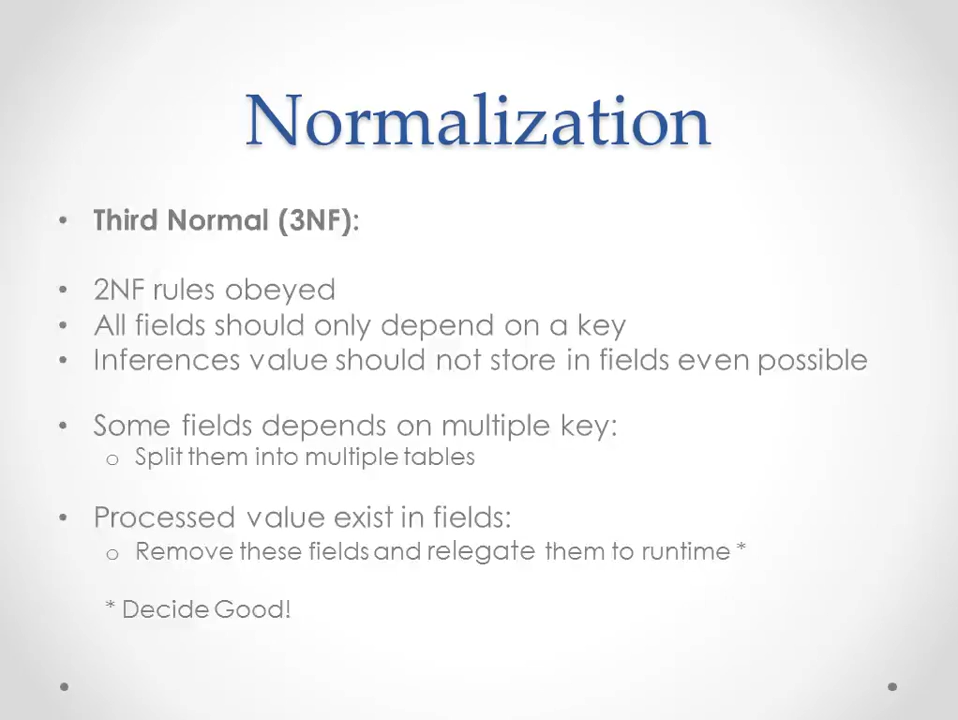 Normalization
• Third Normal (3NF):
• 2NF rules obeyed
• All fields should only depend on a key
• Inferences value should not store in fields even possible
• Some fields depends on multiple key:
o Split them into multiple tables
• Processed value exist in fields:
o Remove these fields and relegate them to runtime *
* Decide Good!